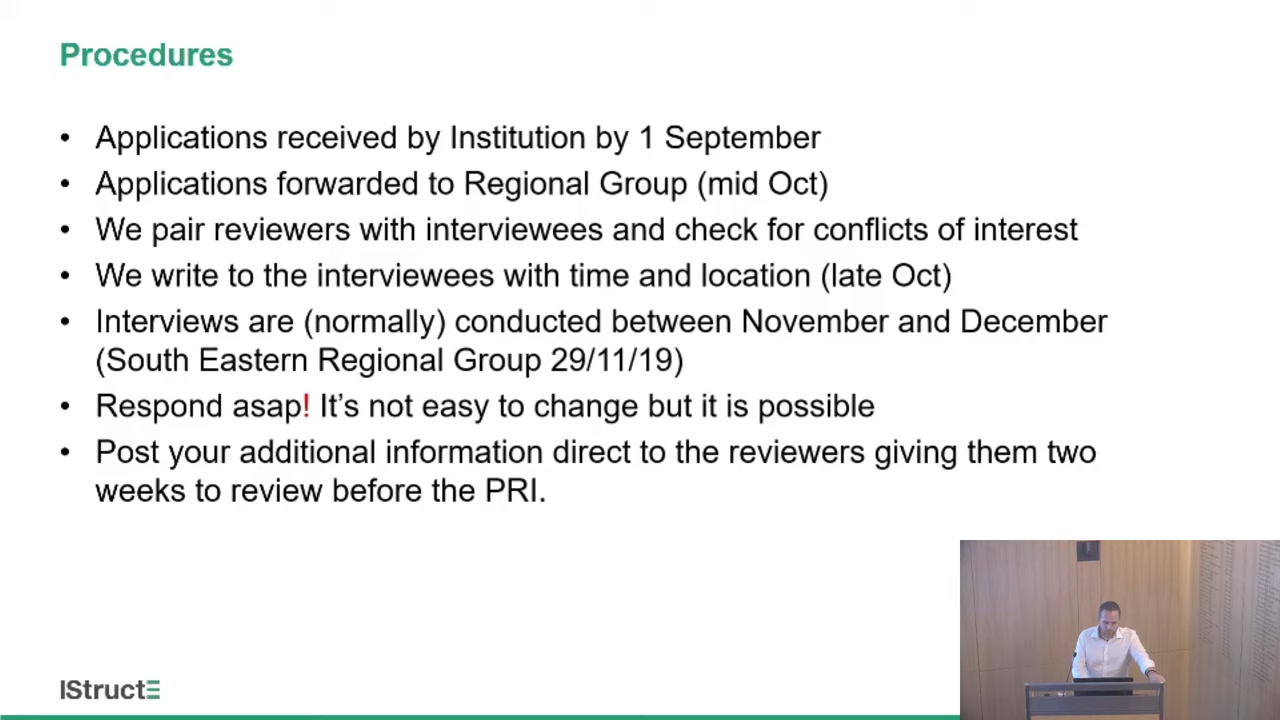 Procedures
• Applications received by Institution by 1 September
• Applications forwarded to Regional Group (mid Oct)
• We pair reviewers with interviewees and check for conflicts of interest
• We write to the interviewees with time and location (late Oct)
• Interviews are (normally) conducted between November and December
(South Eastern Regional Group 29/11/19)
• Respond asap! It's not easy to change but it is possible
• Post your additional information direct to the reviewers giving them two
weeks to review before the PRI.
IStructE